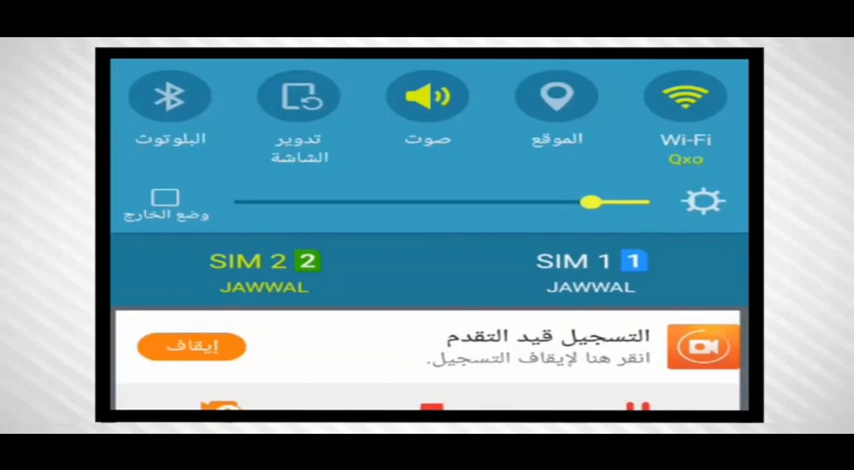 Wi-Fi
Qxo
الموقع
صوت
تدوير
الشاشة
البلوتوث
وضع الخارج
SIM 1 1
JAWWAL
SIM 2 2
JAWWAL
التسجيل قيد التقدم
انقر هنا لإيقاف التسجيل.
إيقاف